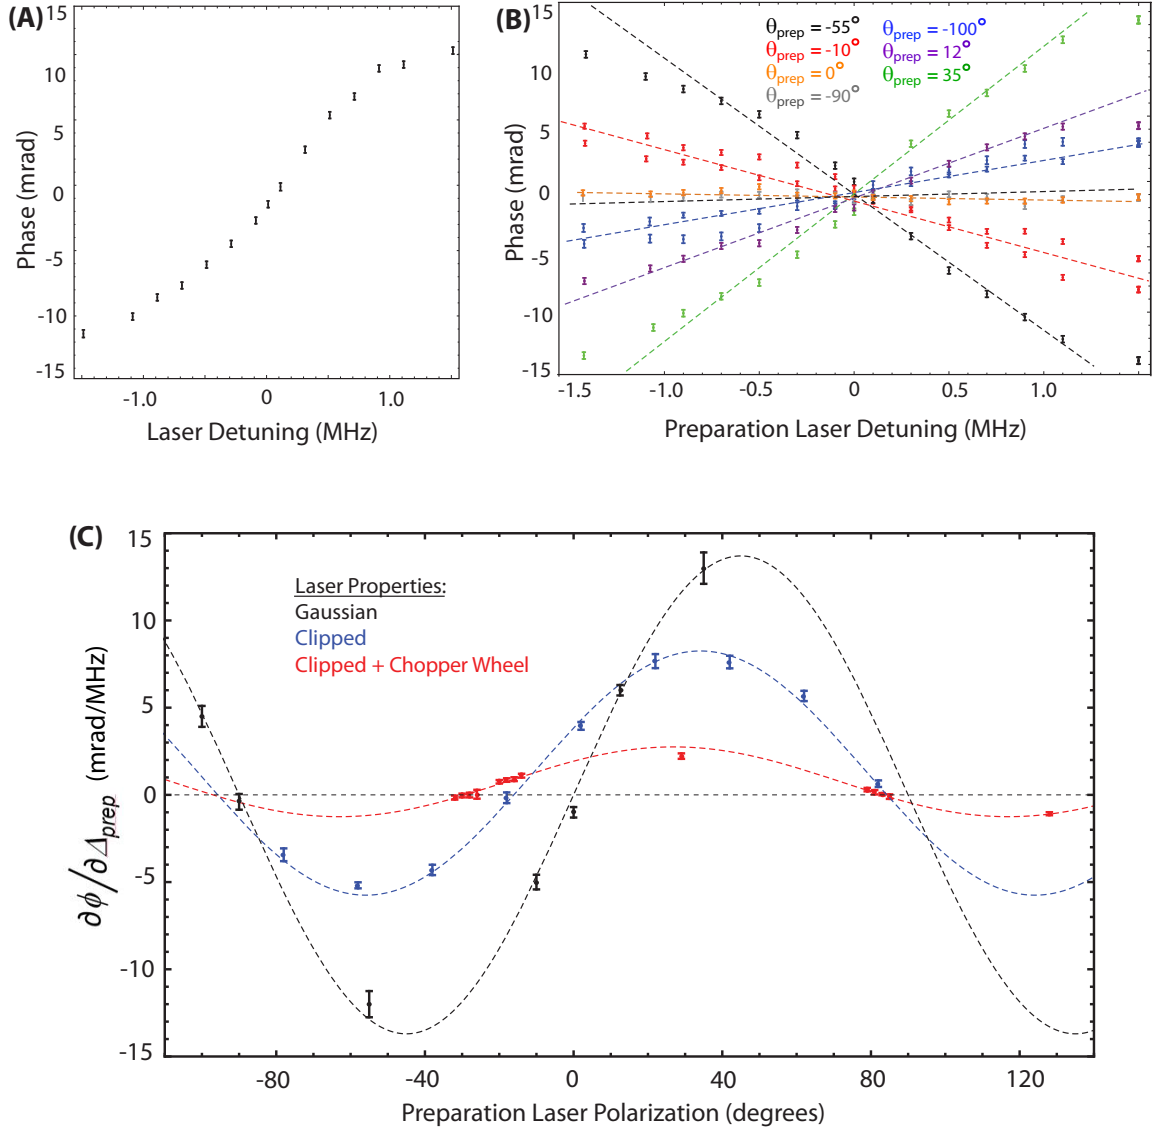 (A)
15
10
5
0
-5
-10
-15
Phase (mrad)
-1.0 0 1.0
Laser Detuning (MHz)
(B)
15
10
5
0
-5
-10
-15
Phase (mrad)
θprep = -55°
θprep = -10°
θprep = 0°
θprep = -90°
θprep = -100°
θprep = 12°
θprep = 35°
-1.5 -1.0 -0.5 0 0.5 1.0
Preparation Laser Detuning (MHz)
(C)
15
10
5
0
-5
-10
-15
∂ϕ/∂Δprep (mrad/MHz)
Laser Properties:
Gaussian
Clipped
Clipped + Chopper Wheel
-80 -40 0 40 80 120
Preparation Laser Polarization (degrees)